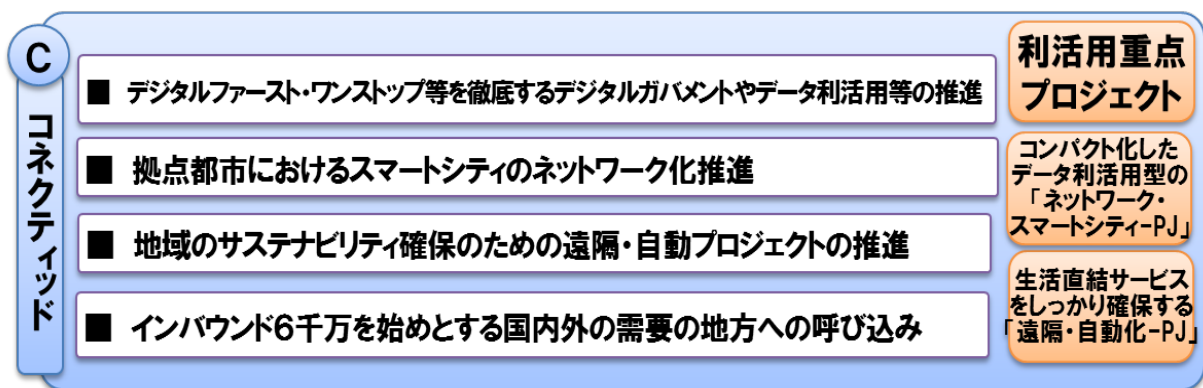 C
コネクティッド
■ デジタルファースト・ワンストップ等を徹底するデジタルガバメントやデータ利活用等の推進
■ 拠点都市におけるスマートシティのネットワーク化推進
■ 地域のサステナビリティ確保のための遠隔・自動プロジェクトの推進
■ インバウンド6千万を始めとする国内外の需要の地方への呼び込み
利活用重点
プロジェクト
コンパクト化した
データ利活用型の
「ネットワーク・
スマートシティ-PJ」
生活直結サービス
をしっかり確保する
「遠隔・自動化-PJ」